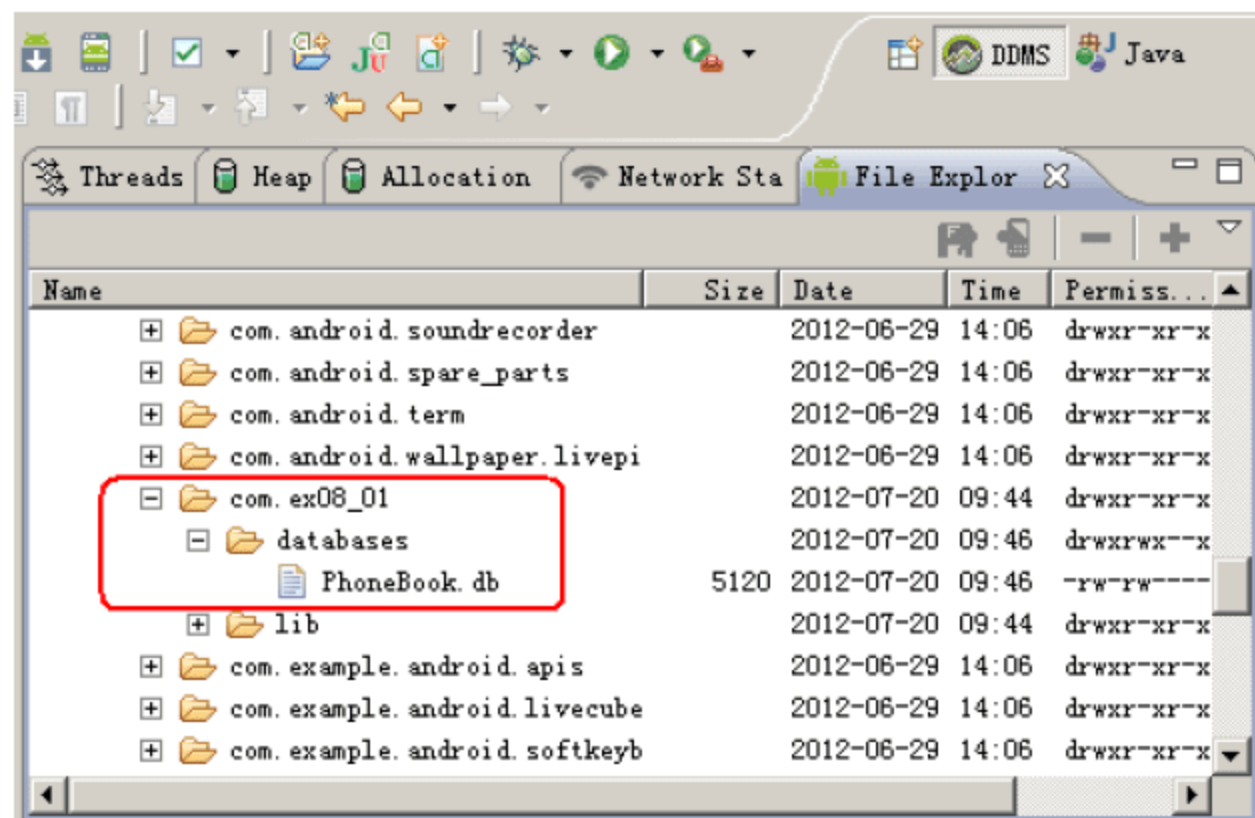 DDMS Java
Threads Heap Allocation Network Sta File Explor
Name Size Date Time Permiss...
com.android.soundrecorder 2012-06-29 14:06 drwxr-xr-x
com.android.spare_parts 2012-06-29 14:06 drwxr-xr-x
com.android.term 2012-06-29 14:06 drwxr-xr-x
com.android.wallpaper.livepi 2012-06-29 14:06 drwxr-xr-x
com.ex08_01 2012-07-20 09:44 drwxr-xr-x
databases 2012-07-20 09:46 drwxrwx--x
PhoneBook.db 5120 2012-07-20 09:46 -rw-rw----
lib 2012-07-20 09:44 drwxr-xr-x
com.example.android.apis 2012-06-29 14:06 drwxr-xr-x
com.example.android.livecube 2012-06-29 14:06 drwxr-xr-x
com.example.android.softkeyb 2012-06-29 14:06 drwxr-xr-x